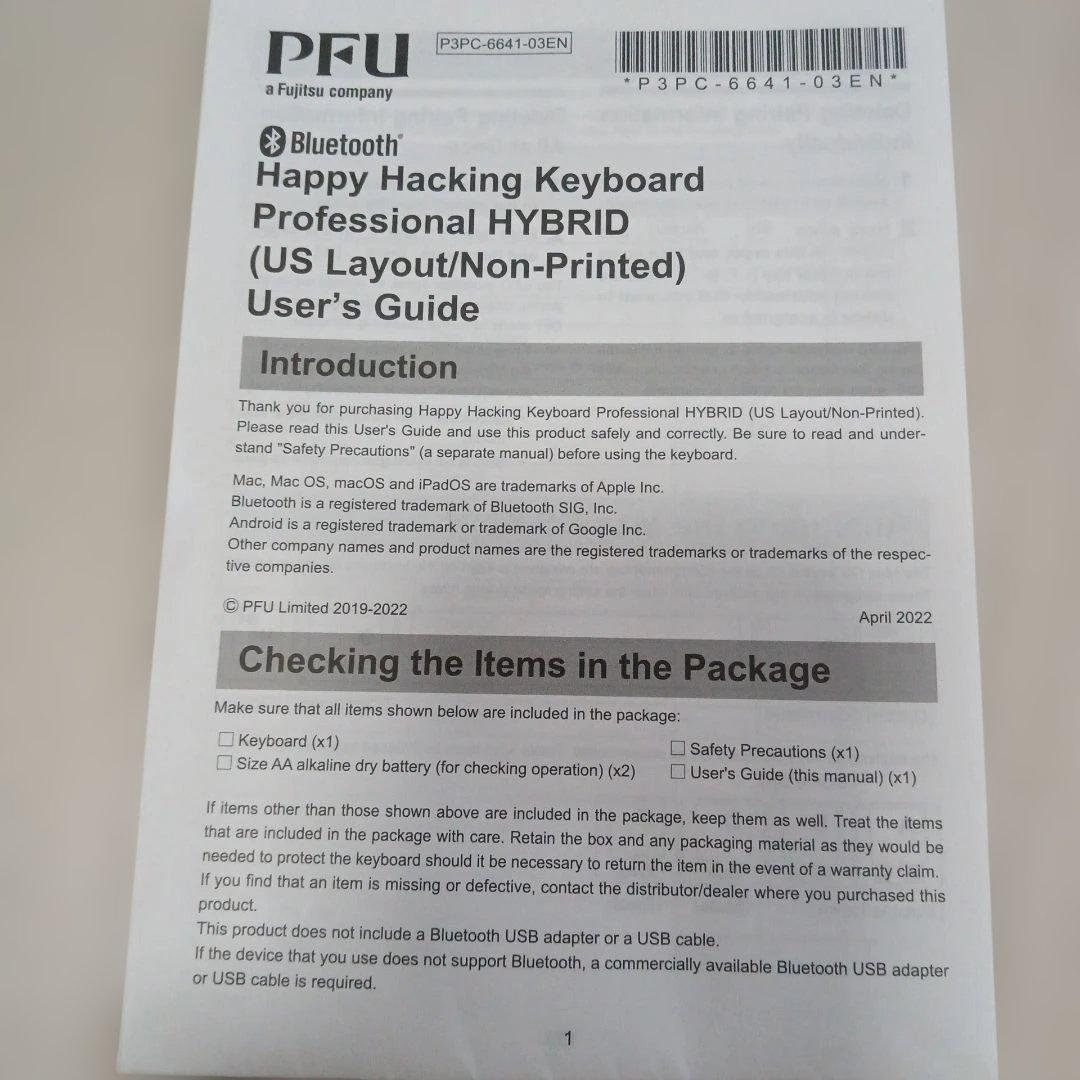 PFU
a Fujitsu company
P3PC-6641-03EN
*P3PC-6641-03EN*
Bluetooth®
Happy Hacking Keyboard
Professional HYBRID
(US Layout/Non-Printed)
User's Guide
Introduction
Thank you for purchasing Happy Hacking Keyboard Professional HYBRID (US Layout/Non-Printed).
Please read this User's Guide and use this product safely and correctly. Be sure to read and under-
stand "Safety Precautions" (a separate manual) before using the keyboard.
Mac, Mac OS, macOS and iPadOS are trademarks of Apple Inc.
Bluetooth is a registered trademark of Bluetooth SIG, Inc.
Android is a registered trademark or trademark of Google Inc.
Other company names and product names are the registered trademarks or trademarks of the respec-
tive companies.
© PFU Limited 2019-2022
April 2022
Checking the Items in the Package
Make sure that all items shown below are included in the package:
☐ Keyboard (x1)
☐ Safety Precautions (x1)
☐ Size AA alkaline dry battery (for checking operation) (x2)
☐ User's Guide (this manual) (x1)
If items other than those shown above are included in the package, keep them as well. Treat the items
that are included in the package with care. Retain the box and any packaging material as they would be
needed to protect the keyboard should it be necessary to return the item in the event of a warranty claim.
If you find that an item is missing or defective, contact the distributor/dealer where you purchased this
product.
This product does not include a Bluetooth USB adapter or a USB cable.
If the device that you use does not support Bluetooth, a commercially available Bluetooth USB adapter
or USB cable is required.
1